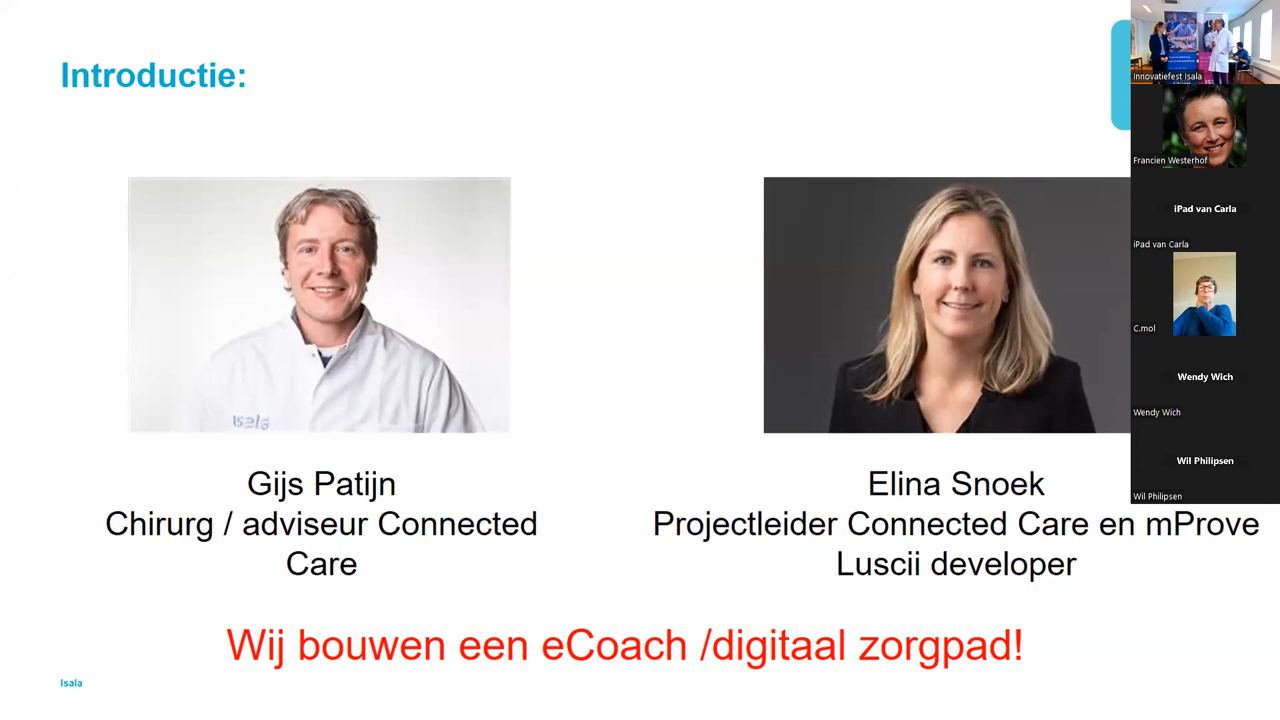 Introductie:
Innovatiefest Isala
Francien Westerhof
iPad van Carla
iPad van Carla
C.mol
Wendy Wich
Wendy Wich
Wil Philipsen
Wil Philipsen
isala
Gijs Patijn
Chirurg / adviseur Connected
Care
Elina Snoek
Projectleider Connected Care en mProve
Luscii developer
Wij bouwen een eCoach /digitaal zorgpad!
Isala